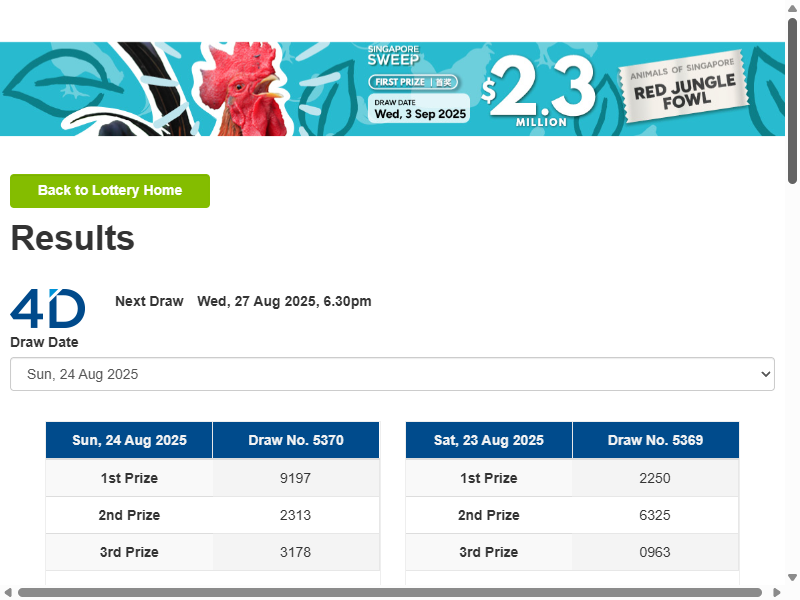 SINGAPORE
SWEEP
FIRST PRIZE | 首奖
DRAW DATE
Wed, 3 Sep 2025
$2.3
MILLION
ANIMALS OF SINGAPORE
RED JUNGLE
FOWL
Back to Lottery Home
Results
4D
Next Draw Wed, 27 Aug 2025, 6.30pm
Draw Date
Sun, 24 Aug 2025
Sun, 24 Aug 2025 Draw No. 5370
1st Prize 9197
2nd Prize 2313
3rd Prize 3178
Sat, 23 Aug 2025 Draw No. 5369
1st Prize 2250
2nd Prize 6325
3rd Prize 0963